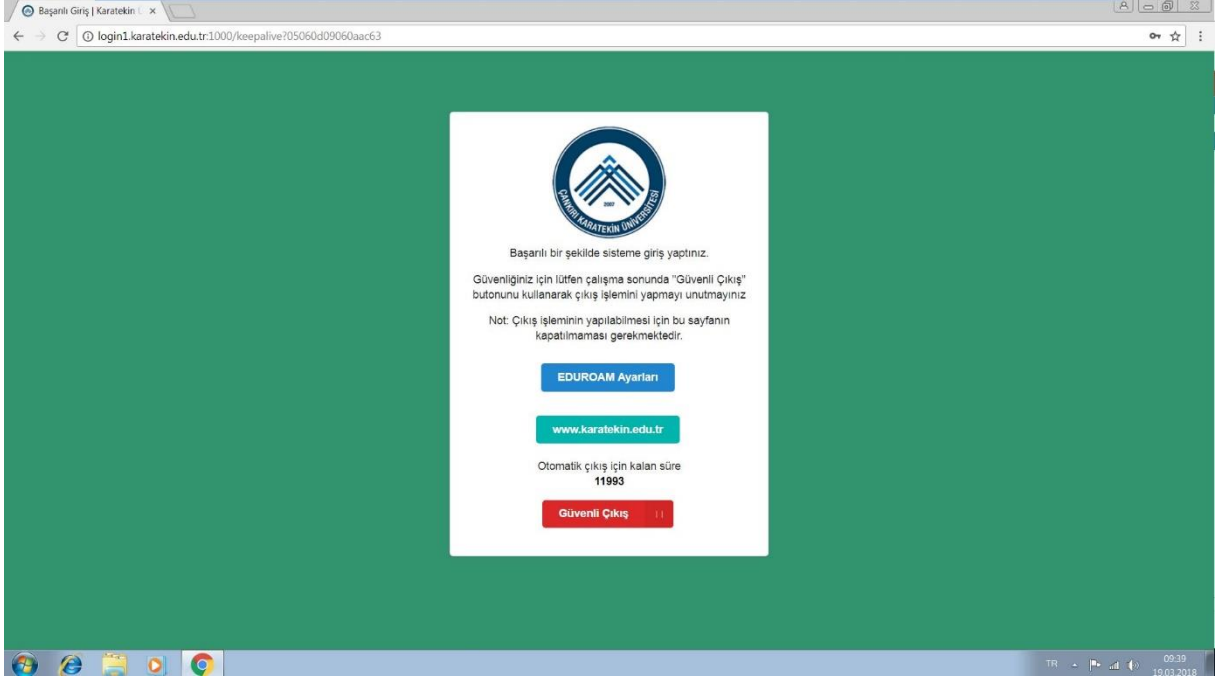 Başarılı Giriş | Karatekin
login1.karatekin.edu.tr:1000/keepalive?05060d09060aac63
2007
ÇANKIRI KARATEKİN ÜNİVERSİTESİ
Başarılı bir şekilde sisteme giriş yaptınız.
Güvenliğiniz için lütfen çalışma sonunda "Güvenli Çıkış"
butonunu kullanarak çıkış işlemini yapmayı unutmayınız
Not: Çıkış işleminin yapılabilmesi için bu sayfanın
kapatılmaması gerekmektedir.
EDUROAM Ayarları
www.karatekin.edu.tr
Otomatik çıkış için kalan süre
11993
Güvenli Çıkış
TR
09:39
19.03.2018